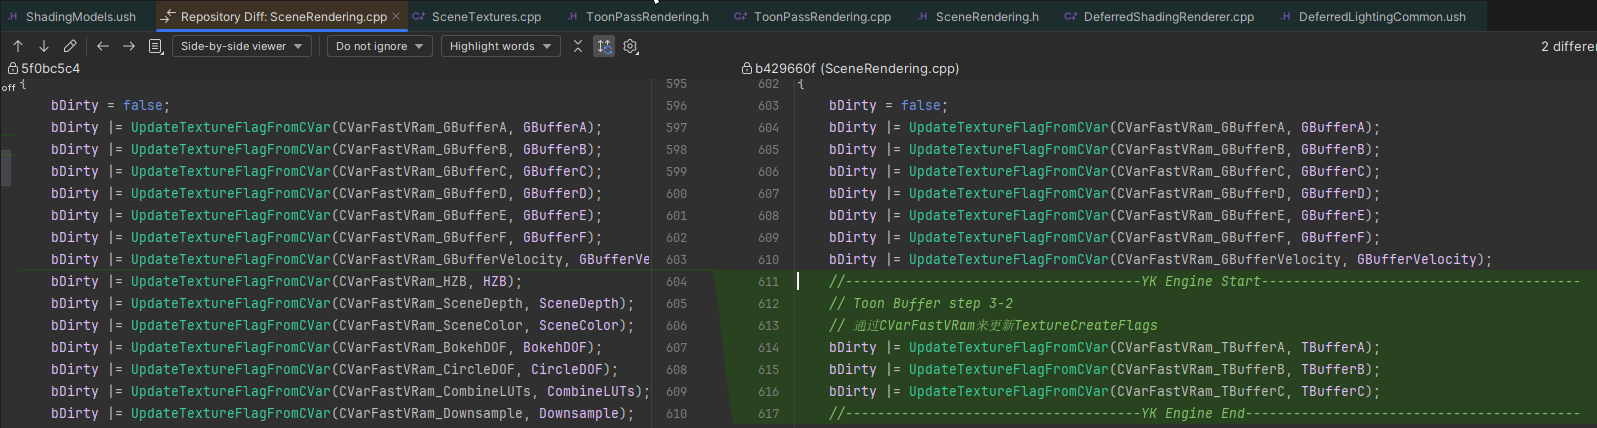 ShadingModels.ush Repository Diff: SceneRendering.cpp SceneTextures.cpp ToonPassRendering.h ToonPassRendering.cpp SceneRendering.h DeferredShadingRenderer.cpp DeferredLightingCommon.ush
Side-by-side viewer Do not ignore Highlight words 2 differen
5f0bc5c4 b429660f (SceneRendering.cpp)
off { 595 602 {
bDirty = false; 596 603 bDirty = false;
bDirty |= UpdateTextureFlagFromCVar(CVarFastVRam_GBufferA, GBufferA); 597 604 bDirty |= UpdateTextureFlagFromCVar(CVarFastVRam_GBufferA, GBufferA);
bDirty |= UpdateTextureFlagFromCVar(CVarFastVRam_GBufferB, GBufferB); 598 605 bDirty |= UpdateTextureFlagFromCVar(CVarFastVRam_GBufferB, GBufferB);
bDirty |= UpdateTextureFlagFromCVar(CVarFastVRam_GBufferC, GBufferC); 599 606 bDirty |= UpdateTextureFlagFromCVar(CVarFastVRam_GBufferC, GBufferC);
bDirty |= UpdateTextureFlagFromCVar(CVarFastVRam_GBufferD, GBufferD); 600 607 bDirty |= UpdateTextureFlagFromCVar(CVarFastVRam_GBufferD, GBufferD);
bDirty |= UpdateTextureFlagFromCVar(CVarFastVRam_GBufferE, GBufferE); 601 608 bDirty |= UpdateTextureFlagFromCVar(CVarFastVRam_GBufferE, GBufferE);
bDirty |= UpdateTextureFlagFromCVar(CVarFastVRam_GBufferF, GBufferF); 602 609 bDirty |= UpdateTextureFlagFromCVar(CVarFastVRam_GBufferF, GBufferF);
bDirty |= UpdateTextureFlagFromCVar(CVarFastVRam_GBufferVelocity, GBufferVe 603 610 bDirty |= UpdateTextureFlagFromCVar(CVarFastVRam_GBufferVelocity, GBufferVelocity);
bDirty |= UpdateTextureFlagFromCVar(CVarFastVRam_HZB, HZB); 604 611 //-------------------------------------YK Engine Start----------------------------------------
bDirty |= UpdateTextureFlagFromCVar(CVarFastVRam_SceneDepth, SceneDepth); 605 612 // Toon Buffer step 3-2
bDirty |= UpdateTextureFlagFromCVar(CVarFastVRam_SceneColor, SceneColor); 606 613 // 通过CVarFastVRam来更新TextureCreateFlags
bDirty |= UpdateTextureFlagFromCVar(CVarFastVRam_BokehDOF, BokehDOF); 607 614 bDirty |= UpdateTextureFlagFromCVar(CVarFastVRam_TBufferA, TBufferA);
bDirty |= UpdateTextureFlagFromCVar(CVarFastVRam_CircleDOF, CircleDOF); 608 615 bDirty |= UpdateTextureFlagFromCVar(CVarFastVRam_TBufferB, TBufferB);
bDirty |= UpdateTextureFlagFromCVar(CVarFastVRam_CombineLUTs, CombineLUTs); 609 616 bDirty |= UpdateTextureFlagFromCVar(CVarFastVRam_TBufferC, TBufferC);
bDirty |= UpdateTextureFlagFromCVar(CVarFastVRam_Downsample, Downsample); 610 617 //-------------------------------------YK Engine End------------------------------------------